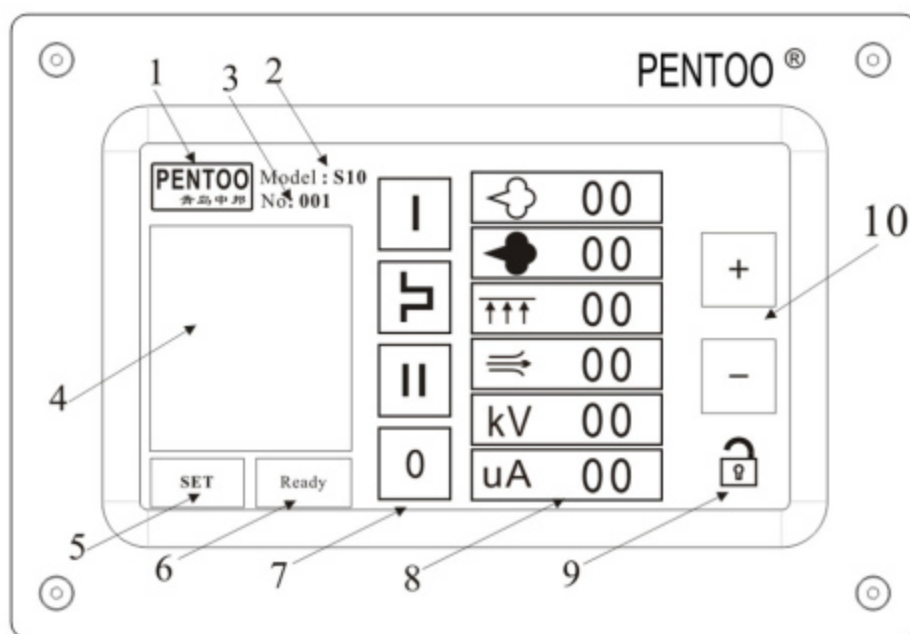 PENTOO ®
1
3
2
PENTOO
青岛中邦
Model : S10
No: 001
I
II
0
00
00
00
00
kV 00
uA 00
+
−
10
4
SET
Ready
5
6
7
8
9